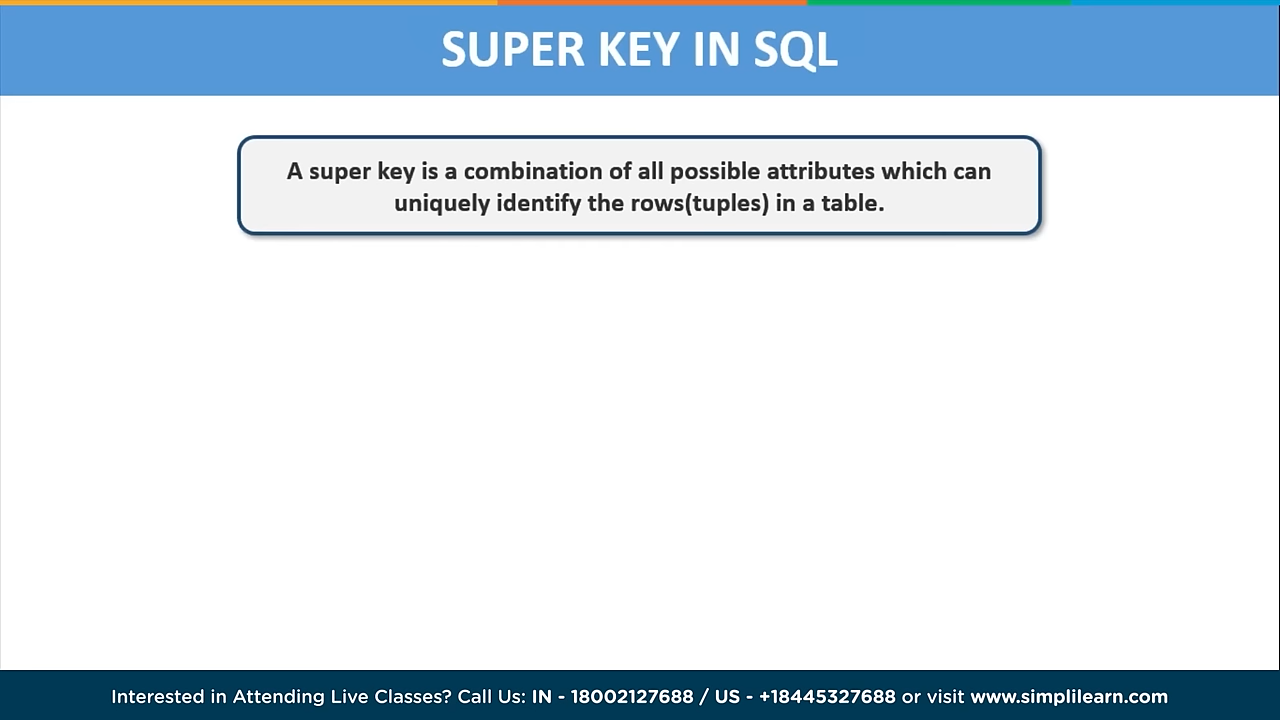 SUPER KEY IN SQL
A super key is a combination of all possible attributes which can
uniquely identify the rows(tuples) in a table.
Interested in Attending Live Classes? Call Us: IN - 18002127688 / US - +18445327688 or visit www.simplilearn.com